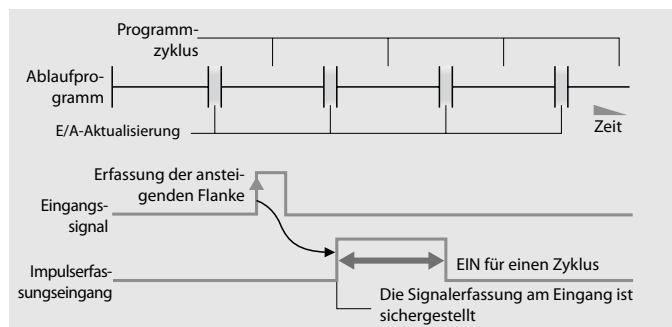 Programm-
zyklus
Ablaufpro-
gramm
E/A-Aktualisierung
Zeit
Erfassung der anstei-
genden Flanke
Eingangs-
signal
Impulserfas-
sungseingang
EIN für einen Zyklus
Die Signalerfassung am Eingang ist
sichergestellt